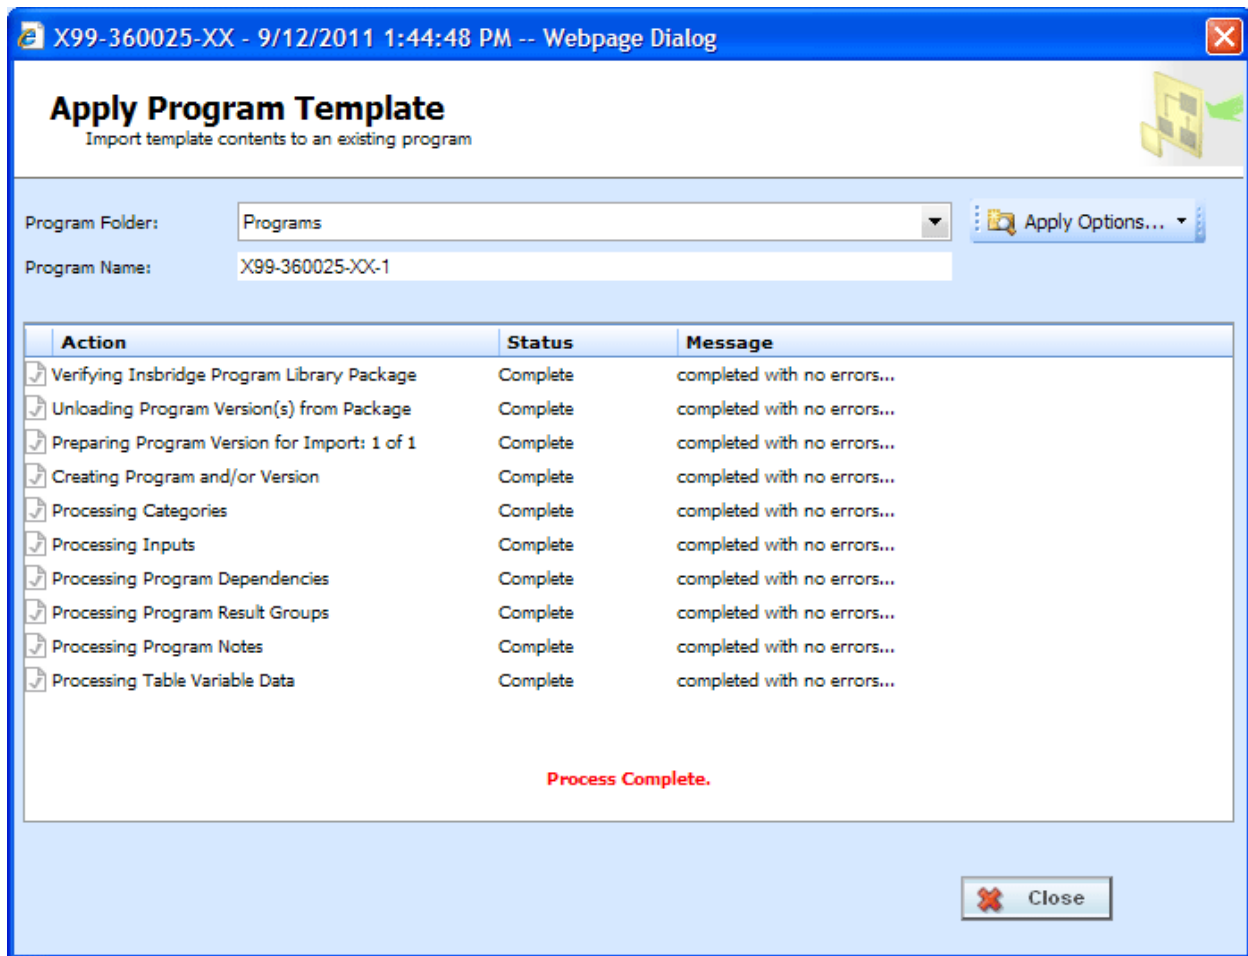 X99-360025-XX - 9/12/2011 1:44:48 PM -- Webpage Dialog
Apply Program Template
Import template contents to an existing program
Program Folder: Programs Apply Options...
Program Name: X99-360025-XX-1
Action Status Message
Verifying Insbridge Program Library Package Complete completed with no errors...
Unloading Program Version(s) from Package Complete completed with no errors...
Preparing Program Version for Import: 1 of 1 Complete completed with no errors...
Creating Program and/or Version Complete completed with no errors...
Processing Categories Complete completed with no errors...
Processing Inputs Complete completed with no errors...
Processing Program Dependencies Complete completed with no errors...
Processing Program Result Groups Complete completed with no errors...
Processing Program Notes Complete completed with no errors...
Processing Table Variable Data Complete completed with no errors...
Process Complete.
Close